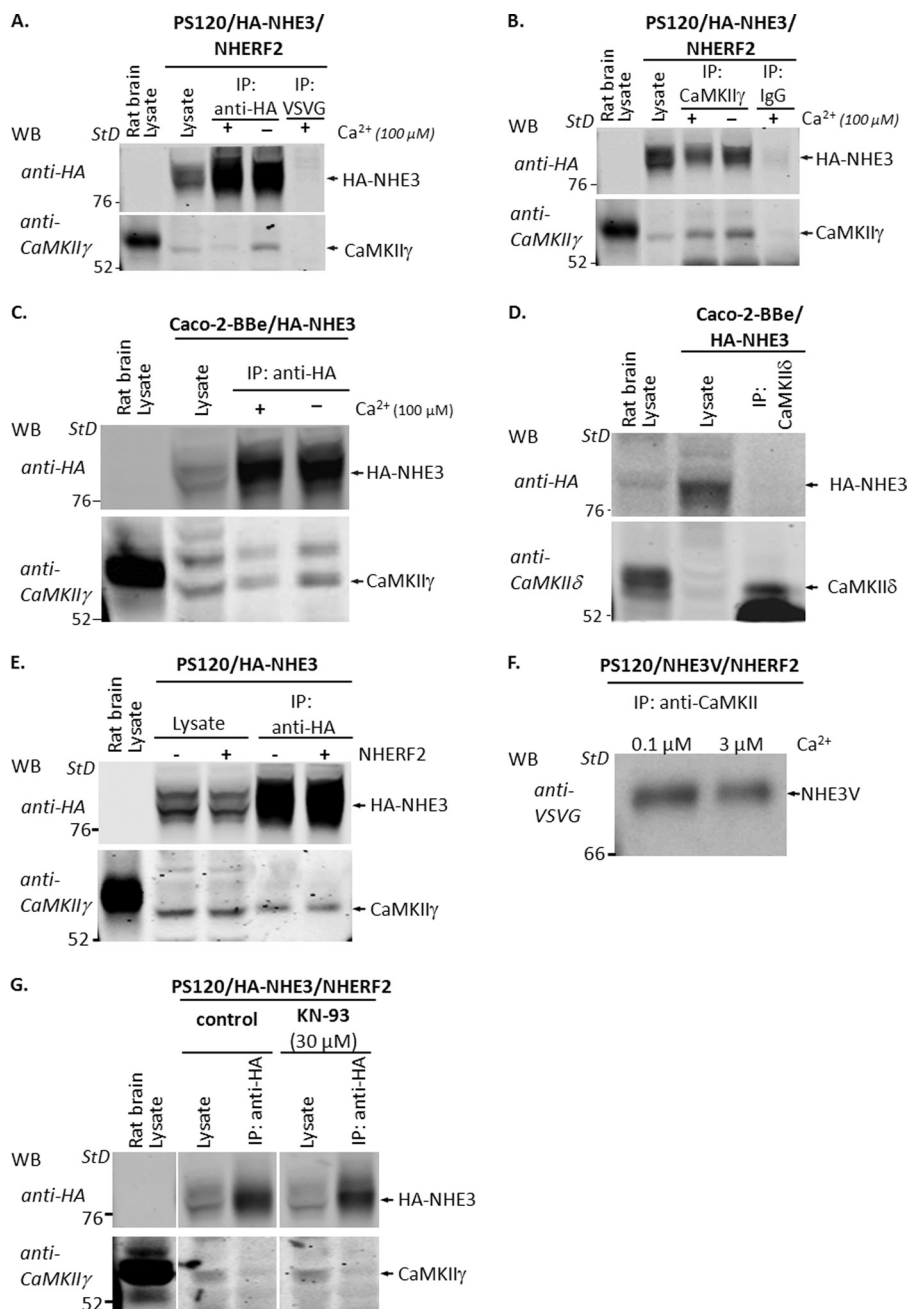 A.
PS120/HA-NHE3/
NHERF2
Rat brain
Lysate
Lysate
IP:
anti-HA
IP:
VSVG
WB
StD
+
−
+
Ca2+ (100 µM)
anti-HA
HA-NHE3
76
anti-
CaMKIIγ
CaMKIIγ
52
B.
PS120/HA-NHE3/
NHERF2
Rat brain
Lysate
Lysate
IP:
CaMKIIγ
IP:
IgG
WB
StD
+
−
+
Ca2+ (100 µM)
anti-HA
HA-NHE3
76
anti-
CaMKIIγ
CaMKIIγ
52
C.
Caco-2-BBe/HA-NHE3
Rat brain
Lysate
Lysate
IP: anti-HA
+
−
Ca2+ (100 µM)
WB
StD
anti-HA
HA-NHE3
76
anti-
CaMKIIγ
CaMKIIγ
52
D.
Caco-2-BBe/
HA-NHE3
Rat brain
Lysate
Lysate
IP:
CaMKIIδ
WB
StD
anti-HA
HA-NHE3
76
anti-
CaMKIIδ
CaMKIIδ
52
E.
PS120/HA-NHE3
Rat brain
Lysate
Lysate
IP:
anti-HA
-
+
-
+
NHERF2
WB
StD
anti-HA
HA-NHE3
76
anti-
CaMKIIγ
CaMKIIγ
52
F.
PS120/NHE3V/NHERF2
IP: anti-CaMKII
0.1 µM
3 µM
Ca2+
WB
StD
anti-
VSVG
NHE3V
66
G.
PS120/HA-NHE3/NHERF2
control
KN-93
(30 µM)
Rat brain
Lysate
Lysate
IP: anti-HA
Lysate
IP: anti-HA
WB
StD
anti-HA
HA-NHE3
76
anti-
CaMKIIγ
CaMKIIγ
52